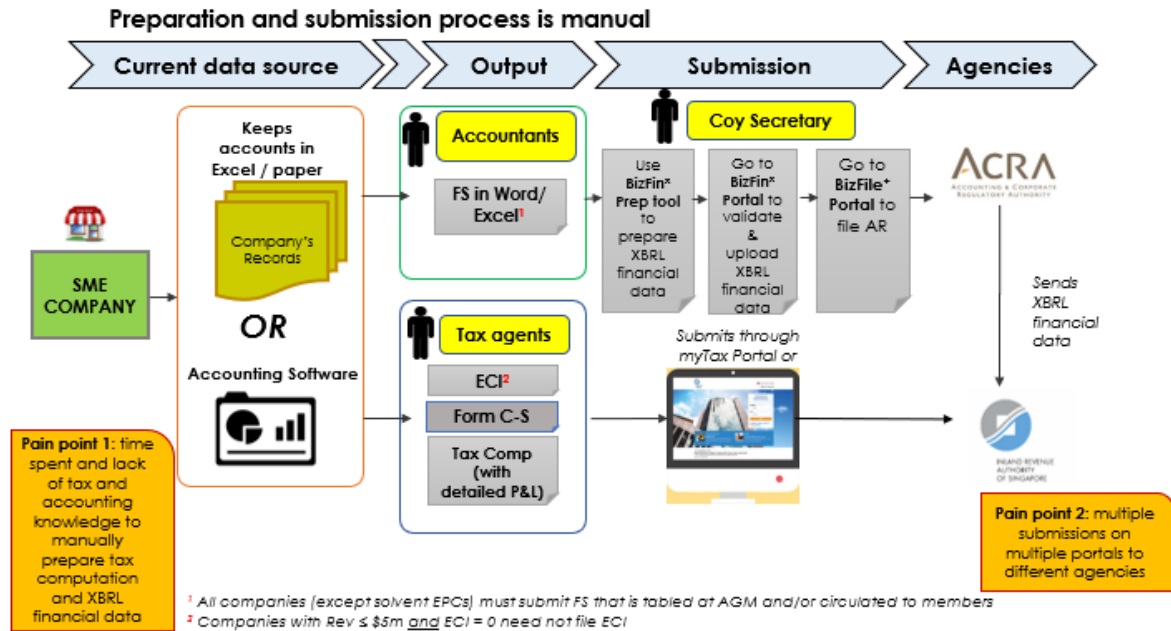 Preparation and submission process is manual
Current data source
Output
Submission
Agencies
Keeps
accounts in
Excel / paper
Company's
Records
SME
COMPANY
OR
Accounting Software
Pain point 1: time
spent and lack
of tax and
accounting
knowledge to
manually
prepare tax
computation
and XBRL
financial data
Accountants
FS in Word/
Excel¹
Tax agents
ECI²
Form C-S
Tax Comp
(with
detailed P&L)
Coy Secretary
Use
BizFinˣ
Prep tool
to
prepare
XBRL
financial
data
Go to
BizFinˣ
Portal to
validate
&
upload
XBRL
financial
data
Go to
BizFile⁺
Portal to
file AR
Submits through
myTax Portal or
ACRA
ACCOUNTING & CORPORATE
REGULATORY AUTHORITY
Sends
XBRL
financial
data
INLAND REVENUE
AUTHORITY
OF SINGAPORE
Pain point 2: multiple
submissions on
multiple portals to
different agencies
¹ All companies (except solvent EPCs) must submit FS that is tabled at AGM and/or circulated to members
² Companies with Rev ≤ $5m and ECI = 0 need not file ECI